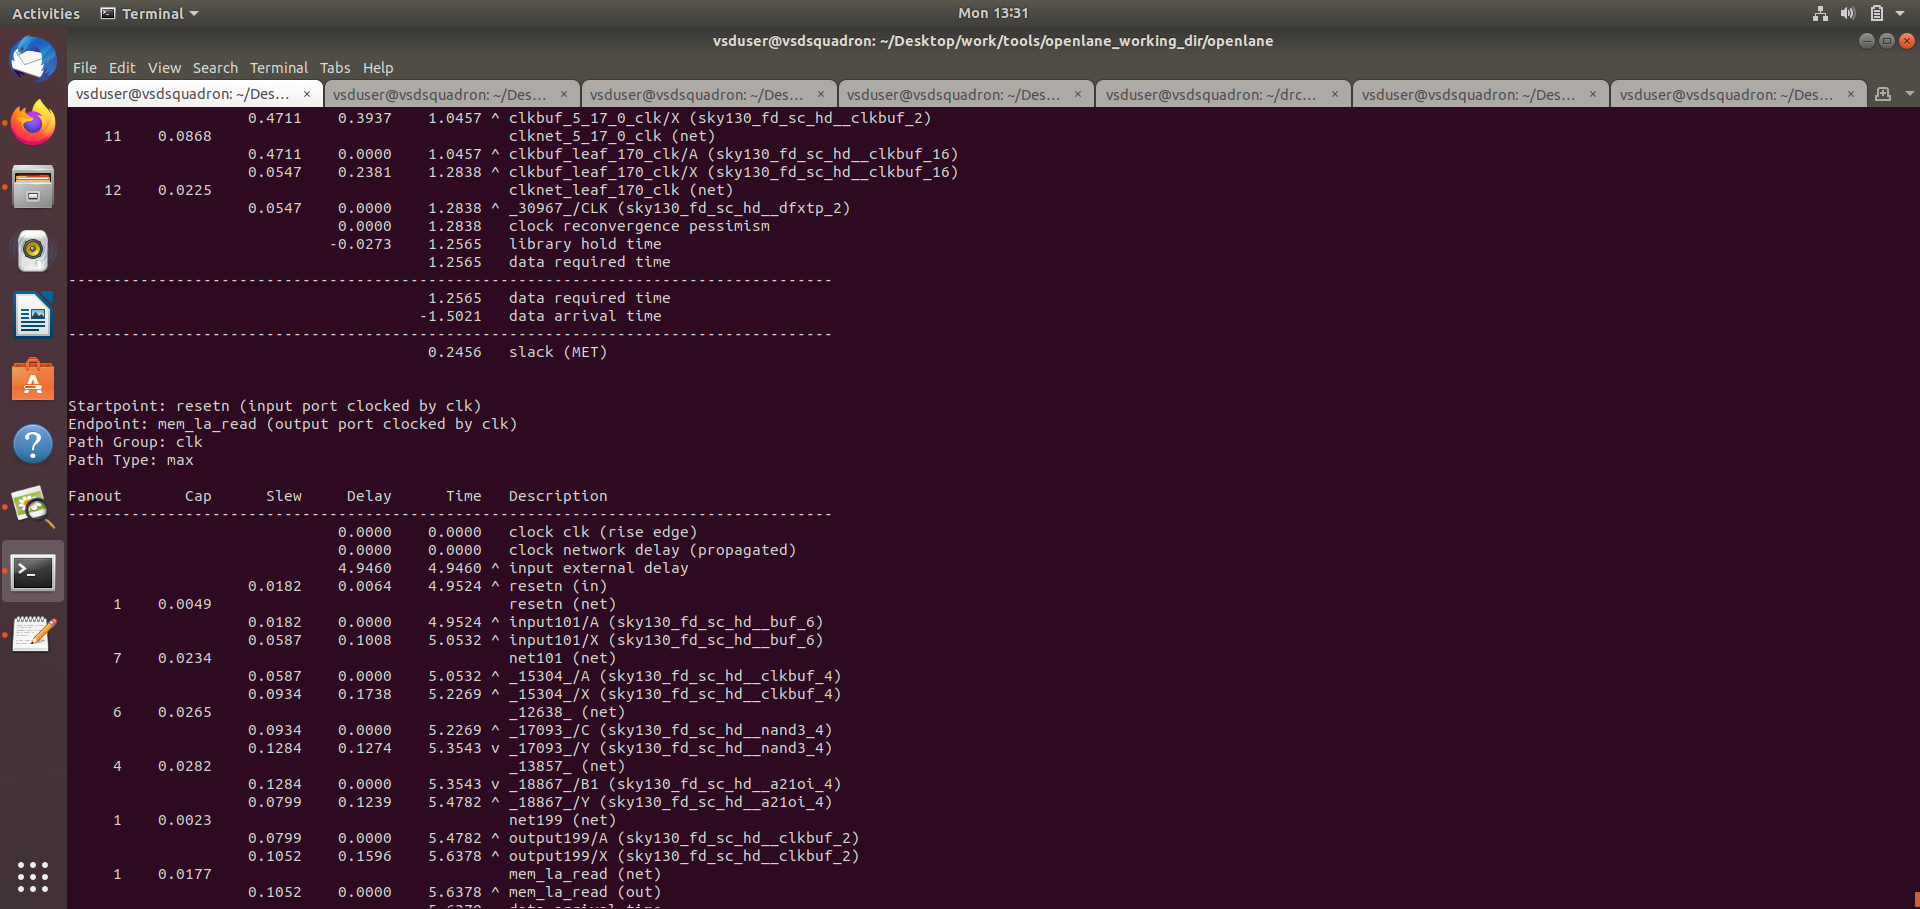 Activities Terminal Mon 13:31
vsduser@vsdsquadron: ~/Desktop/work/tools/openlane_working_dir/openlane
File Edit View Search Terminal Tabs Help
vsduser@vsdsquadron: ~/Des... × vsduser@vsdsquadron: ~/Des... × vsduser@vsdsquadron: ~/Des... × vsduser@vsdsquadron: ~/Des... × vsduser@vsdsquadron: ~/drc... × vsduser@vsdsquadron: ~/Des... × vsduser@vsdsquadron: ~/Des... ×
0.4711 0.3937 1.0457 ^ clkbuf_5_17_0_clk/X (sky130_fd_sc_hd__clkbuf_2)
11 0.0868 clknet_5_17_0_clk (net)
0.4711 0.0000 1.0457 ^ clkbuf_leaf_170_clk/A (sky130_fd_sc_hd__clkbuf_16)
0.0547 0.2381 1.2838 ^ clkbuf_leaf_170_clk/X (sky130_fd_sc_hd__clkbuf_16)
12 0.0225 clknet_leaf_170_clk (net)
0.0547 0.0000 1.2838 ^ _30967_/CLK (sky130_fd_sc_hd__dfxtp_2)
0.0000 1.2838 clock reconvergence pessimism
-0.0273 1.2565 library hold time
1.2565 data required time
-------------------------------------------------------------------------------------
1.2565 data required time
-1.5021 data arrival time
-------------------------------------------------------------------------------------
0.2456 slack (MET)
Startpoint: resetn (input port clocked by clk)
Endpoint: mem_la_read (output port clocked by clk)
Path Group: clk
Path Type: max
Fanout Cap Slew Delay Time Description
-------------------------------------------------------------------------------------
0.0000 0.0000 clock clk (rise edge)
0.0000 0.0000 clock network delay (propagated)
4.9460 4.9460 ^ input external delay
0.0182 0.0064 4.9524 ^ resetn (in)
1 0.0049 resetn (net)
0.0182 0.0000 4.9524 ^ input101/A (sky130_fd_sc_hd__buf_6)
0.0587 0.1008 5.0532 ^ input101/X (sky130_fd_sc_hd__buf_6)
7 0.0234 net101 (net)
0.0587 0.0000 5.0532 ^ _15304_/A (sky130_fd_sc_hd__clkbuf_4)
0.0934 0.1738 5.2269 ^ _15304_/X (sky130_fd_sc_hd__clkbuf_4)
6 0.0265 _12638_ (net)
0.0934 0.0000 5.2269 ^ _17093_/C (sky130_fd_sc_hd__nand3_4)
0.1284 0.1274 5.3543 v _17093_/Y (sky130_fd_sc_hd__nand3_4)
4 0.0282 _13857_ (net)
0.1284 0.0000 5.3543 v _18867_/B1 (sky130_fd_sc_hd__a21oi_4)
0.0799 0.1239 5.4782 ^ _18867_/Y (sky130_fd_sc_hd__a21oi_4)
1 0.0023 net199 (net)
0.0799 0.0000 5.4782 ^ output199/A (sky130_fd_sc_hd__clkbuf_2)
0.1052 0.1596 5.6378 ^ output199/X (sky130_fd_sc_hd__clkbuf_2)
1 0.0177 mem_la_read (net)
0.1052 0.0000 5.6378 ^ mem_la_read (out)
5.6378 data arrival time